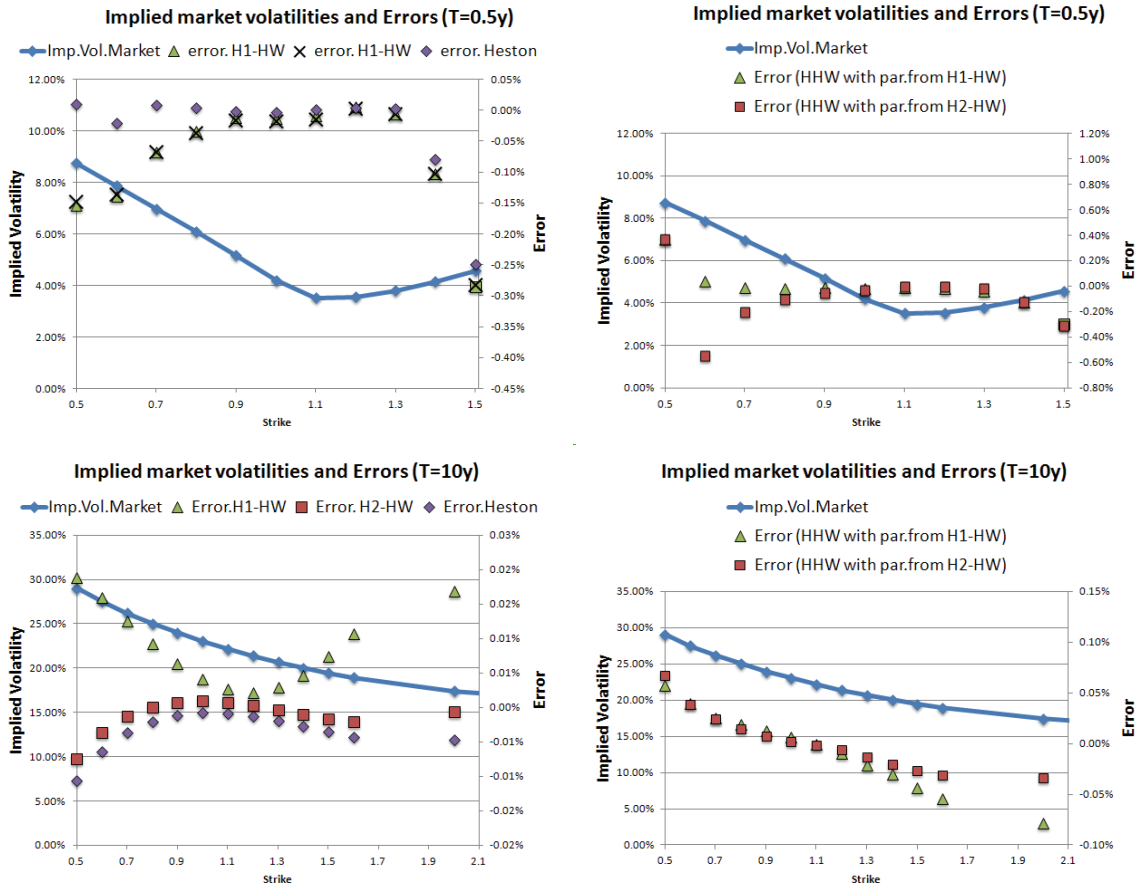 Implied market volatilities and Errors (T=0.5y)
Imp.Vol.Market error. H1-HW error. H1-HW error. Heston
12.00%
10.00%
8.00%
6.00%
4.00%
2.00%
0.00%
Implied Volatility
0.05%
0.00%
-0.05%
-0.10%
-0.15%
-0.20%
-0.25%
-0.30%
-0.35%
-0.40%
-0.45%
Error
0.5 0.7 0.9 1.1 1.3 1.5
Strike
Implied market volatilities and Errors (T=0.5y)
Imp.Vol.Market
Error (HHW with par.from H1-HW)
Error (HHW with par.from H2-HW)
12.00%
10.00%
8.00%
6.00%
4.00%
2.00%
0.00%
Implied Volatility
1.20%
1.00%
0.80%
0.60%
0.40%
0.20%
0.00%
-0.20%
-0.40%
-0.60%
-0.80%
Error
0.5 0.7 0.9 1.1 1.3 1.5
Strike
Implied market volatilities and Errors (T=10y)
Imp.Vol.Market Error.H1-HW Error. H2-HW Error.Heston
35.00%
30.00%
25.00%
20.00%
15.00%
10.00%
5.00%
0.00%
Implied Volatility
0.03%
0.02%
0.02%
0.01%
0.01%
0.00%
-0.01%
-0.01%
-0.02%
-0.02%
Error
0.5 0.7 0.9 1.1 1.3 1.5 1.7 1.9 2.1
Strike
Implied market volatilities and Errors (T=10y)
Imp.Vol.Market
Error (HHW with par.from H1-HW)
Error (HHW with par.from H2-HW)
35.00%
30.00%
25.00%
20.00%
15.00%
10.00%
5.00%
0.00%
Implied Volatility
0.15%
0.10%
0.05%
0.00%
-0.05%
-0.10%
Error
0.5 0.7 0.9 1.1 1.3 1.5 1.7 1.9 2.1
Strike